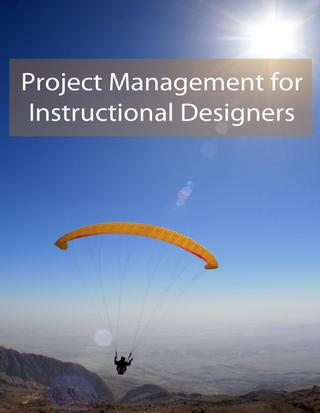 Project Management for
Instructional Designers